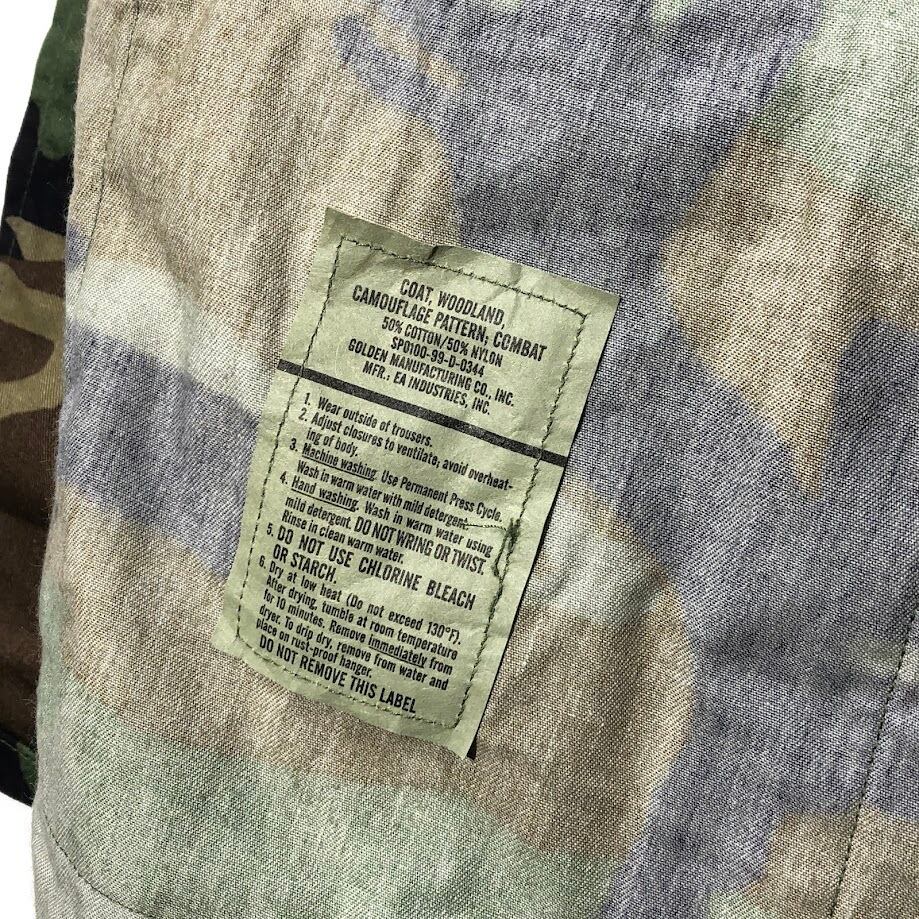 COAT, WOODLAND,
CAMOUFLAGE PATTERN; COMBAT
50% COTTON/50% NYLON
SPO100-99-D-0344
GOLDEN MANUFACTURING CO., INC.
MFR.: EA INDUSTRIES, INC.
1. Wear outside of trousers.
2. Adjust closures to ventilate; avoid overheat-
ing of body.
3. Machine washing. Use Permanent Press Cycle.
Wash in warm water with mild detergent.
4. Hand washing. Wash in warm water using
mild detergent. DO NOT WRING OR TWIST.
Rinse in clean warm water.
5. DO NOT USE CHLORINE BLEACH
OR STARCH.
6. Dry at low heat (Do not exceed 130°F).
After drying, tumble at room temperature
for 10 minutes. Remove immediately from
dryer. To drip dry, remove from water and
place on rust-proof hanger.
DO NOT REMOVE THIS LABEL